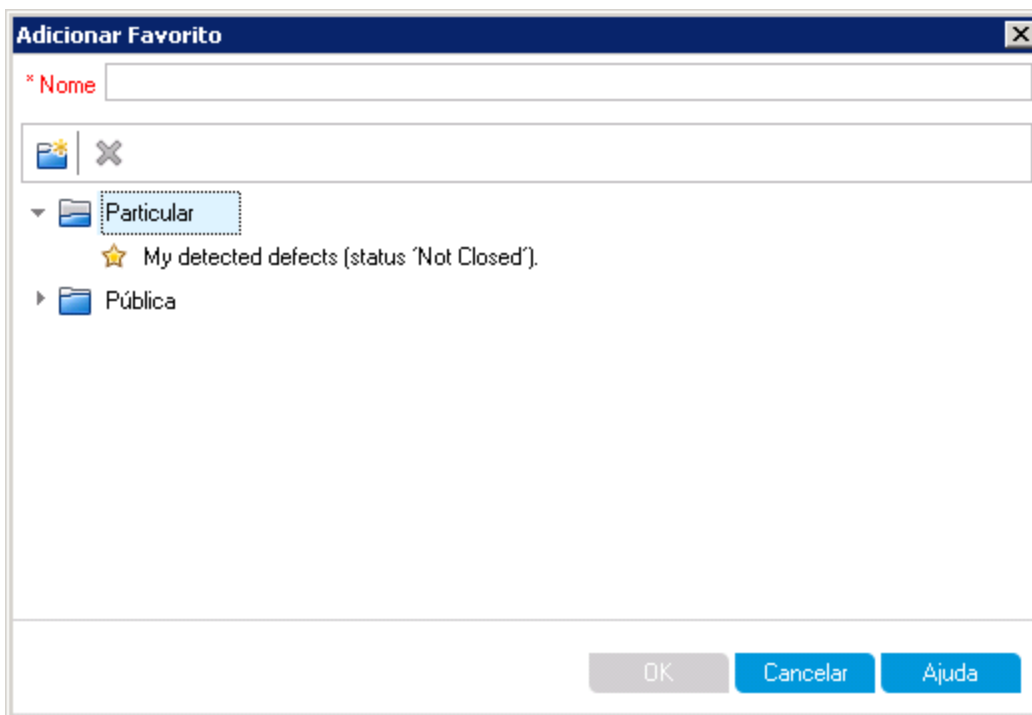 Adicionar Favorito
* Nome
Particular
My detected defects (status ´Not Closed´).
Pública
OK Cancelar Ajuda